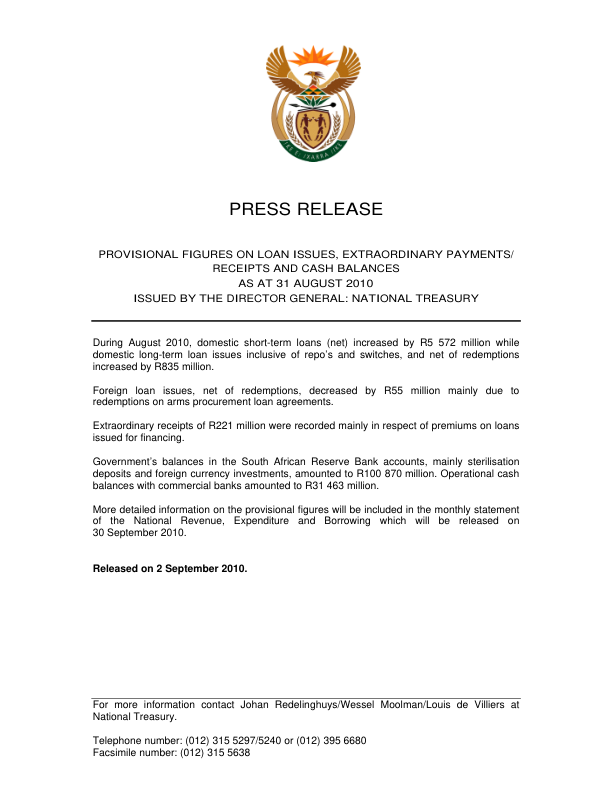 PRESS RELEASE
PROVISIONAL FIGURES ON LOAN ISSUES, EXTRAORDINARY PAYMENTS/
RECEIPTS AND CASH BALANCES
AS AT 31 AUGUST 2010
ISSUED BY THE DIRECTOR GENERAL: NATIONAL TREASURY
During August 2010, domestic short-term loans (net) increased by R5 572 million while
domestic long-term loan issues inclusive of repo's and switches, and net of redemptions
increased by R835 million.
Foreign loan issues, net of redemptions, decreased by R55 million mainly due to
redemptions on arms procurement loan agreements.
Extraordinary receipts of R221 million were recorded mainly in respect of premiums on loans
issued for financing.
Government's balances in the South African Reserve Bank accounts, mainly sterilisation
deposits and foreign currency investments, amounted to R100 870 million. Operational cash
balances with commercial banks amounted to R31 463 million.
More detailed information on the provisional figures will be included in the monthly statement
of the National Revenue, Expenditure and Borrowing which will be released on
30 September 2010.
Released on 2 September 2010.
For more information contact Johan Redelinghuys/Wessel Moolman/Louis de Villiers at
National Treasury.
Telephone number: (012) 315 5297/5240 or (012) 395 6680
Facsimile number: (012) 315 5638